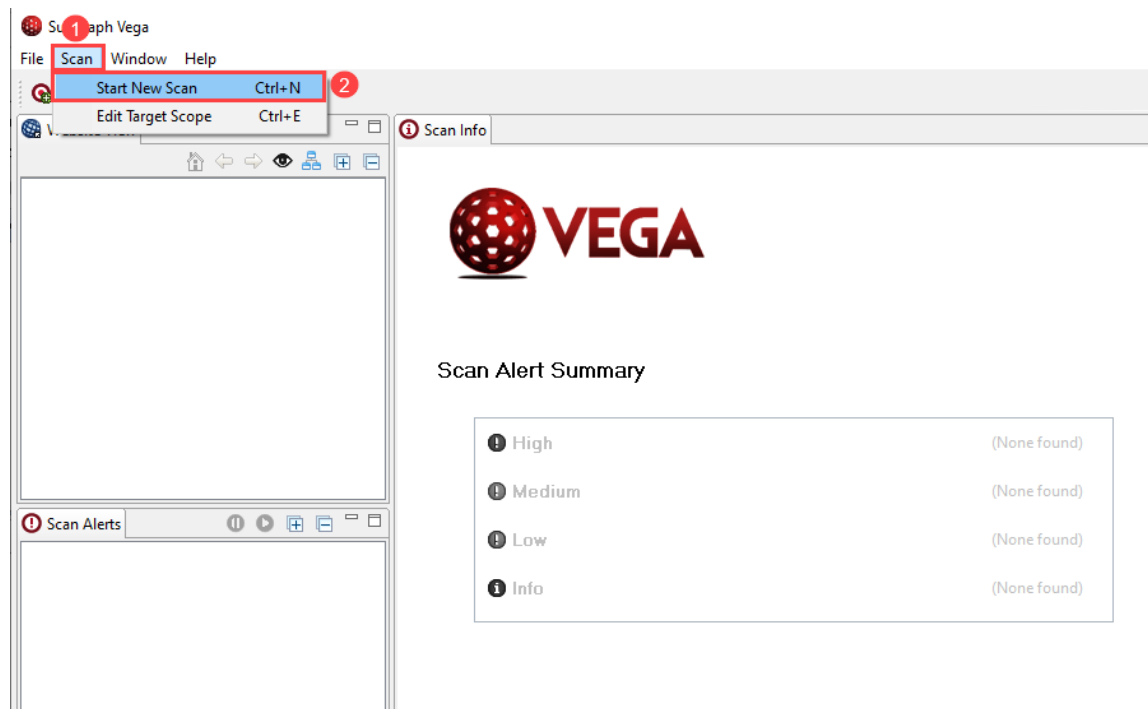 Su aph Vega
1
File Scan Window Help
Start New Scan Ctrl+N
2
Edit Target Scope Ctrl+E
Scan Info
VEGA
Scan Alert Summary
High (None found)
Medium (None found)
Low (None found)
Info (None found)
Scan Alerts